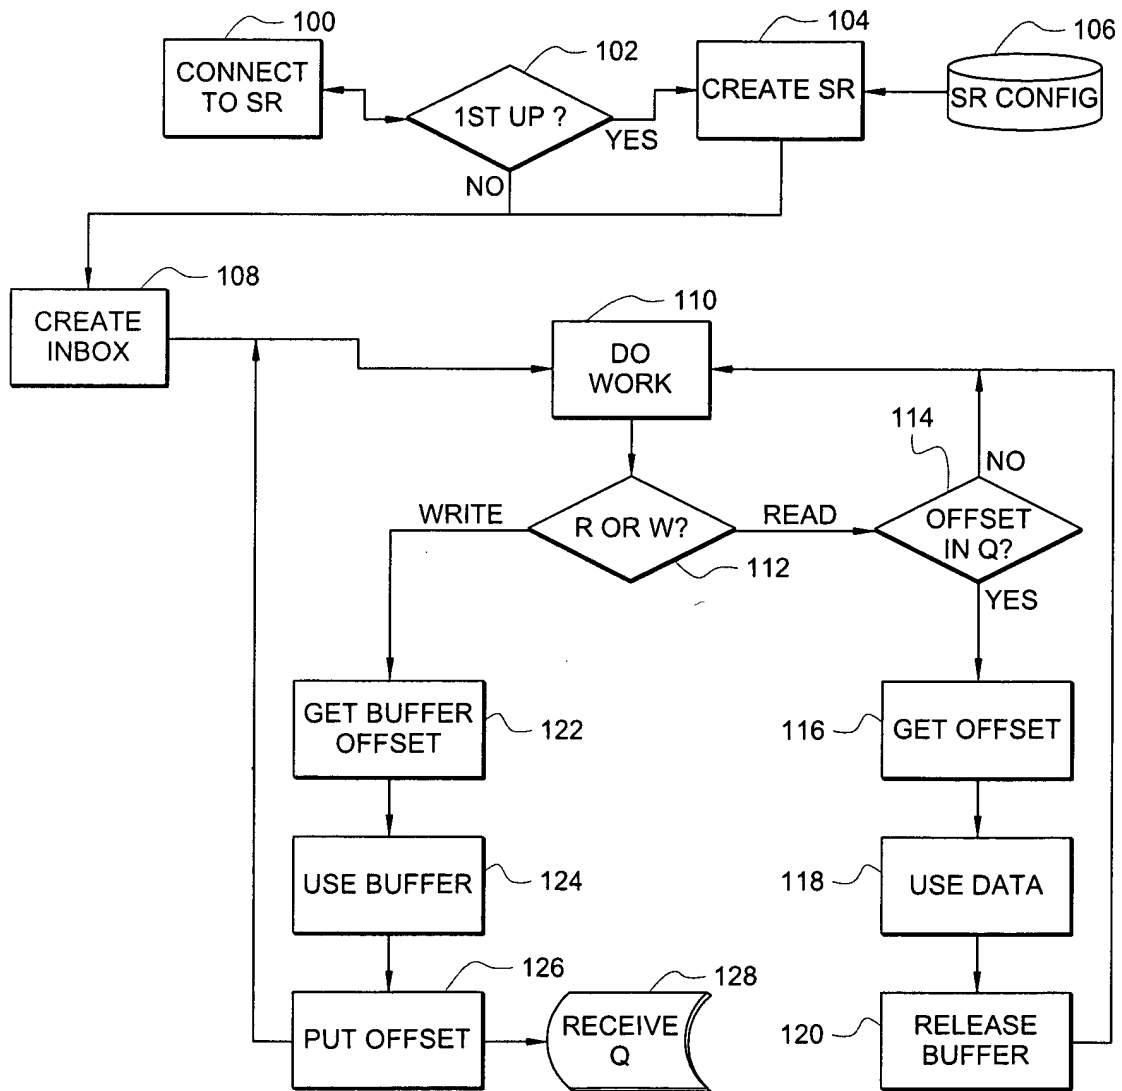 100
CONNECT
TO SR
102
1ST UP ?
YES
NO
104
CREATE SR
106
SR CONFIG
108
CREATE
INBOX
110
DO
WORK
114
NO
WRITE
R OR W?
READ
112
OFFSET
IN Q?
YES
GET BUFFER
OFFSET
122
116
GET OFFSET
USE BUFFER
124
118
USE DATA
126
PUT OFFSET
128
RECEIVE
Q
120
RELEASE
BUFFER